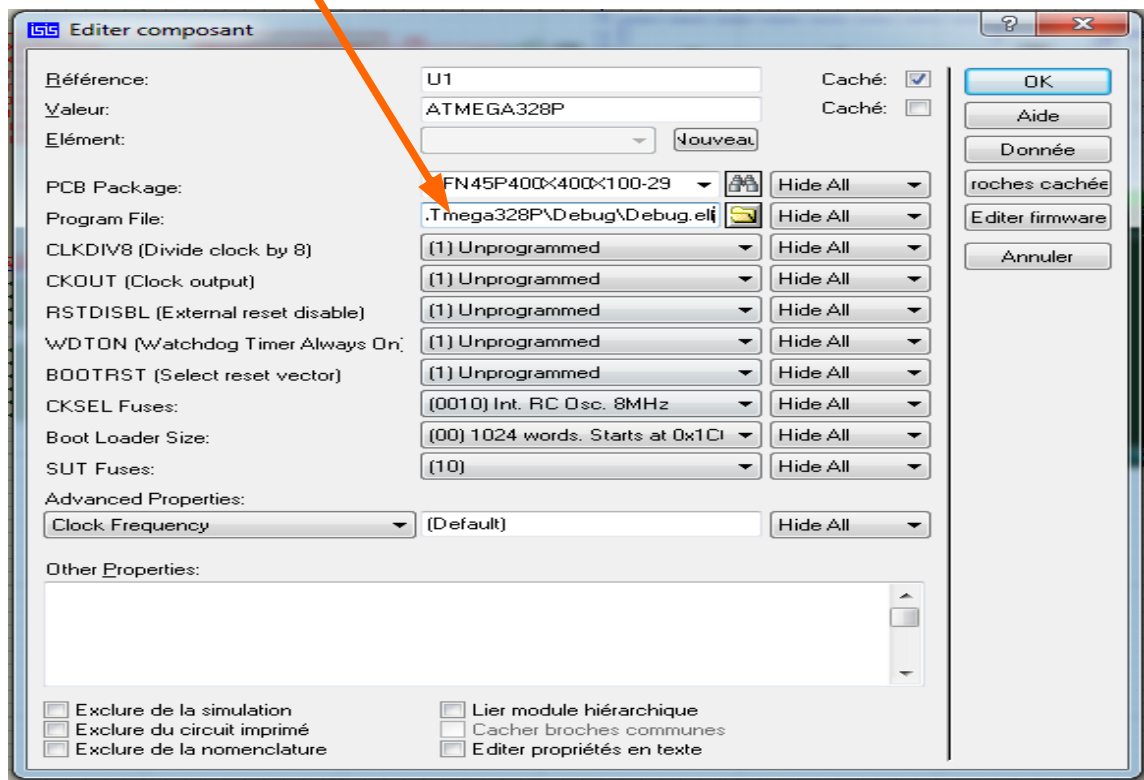 isis Editer composant
Référence: U1 Caché: OK
Valeur: ATMEGA328P Caché: Aide
Elément: Nouveau Donnée
PCB Package: FN45P400X400X100-29 Hide All roches cachée
Program File: .Tmega328P\Debug\Debug.elf Hide All Editer firmware
CLKDIV8 (Divide clock by 8) (1) Unprogrammed Hide All Annuler
CKOUT (Clock output) (1) Unprogrammed Hide All
RSTDISBL (External reset disable) (1) Unprogrammed Hide All
WDTON (Watchdog Timer Always On) (1) Unprogrammed Hide All
BOOTRST (Select reset vector) (1) Unprogrammed Hide All
CKSEL Fuses: (0010) Int. RC Osc. 8MHz Hide All
Boot Loader Size: (00) 1024 words. Starts at 0x1C Hide All
SUT Fuses: (10) Hide All
Advanced Properties:
Clock Frequency (Default) Hide All
Other Properties:
Exclure de la simulation Lier module hiérarchique
Exclure du circuit imprimé Cacher broches communes
Exclure de la nomenclature Editer propriétés en texte